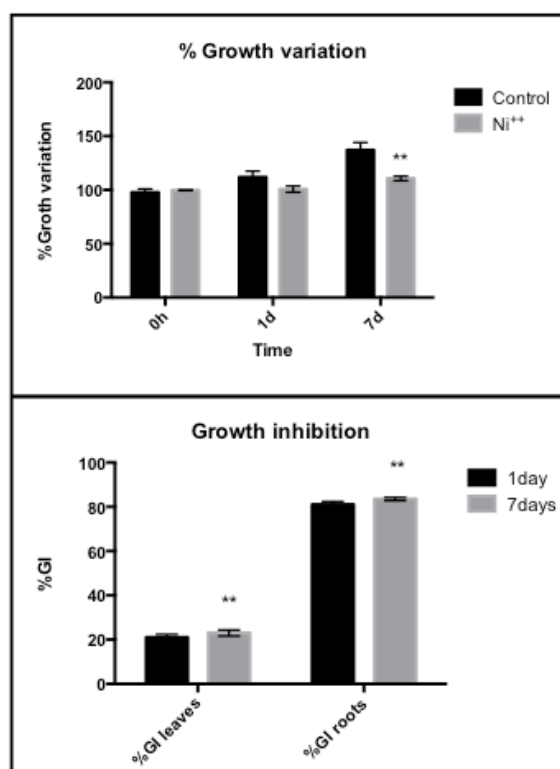 % Growth variation
200
150
100
50
0
%Groth variation
0h
1d
7d
Time
Control
Ni⁺⁺
**
Growth inhibition
100
80
60
40
20
0
%GI
%GI leaves
%GI roots
1day
7days
**
**